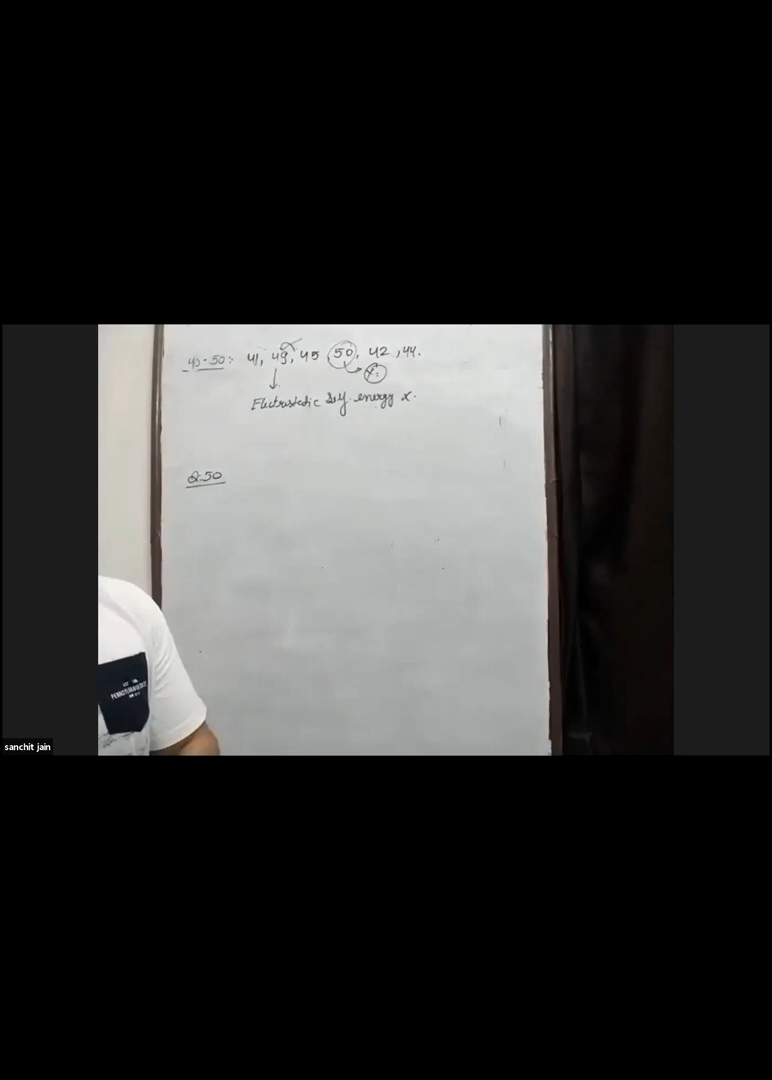 40-50:- 41, 49, 45, 50, 42, 44.
x.
Electrostatic Self energy x.
Q.50
sanchit jain